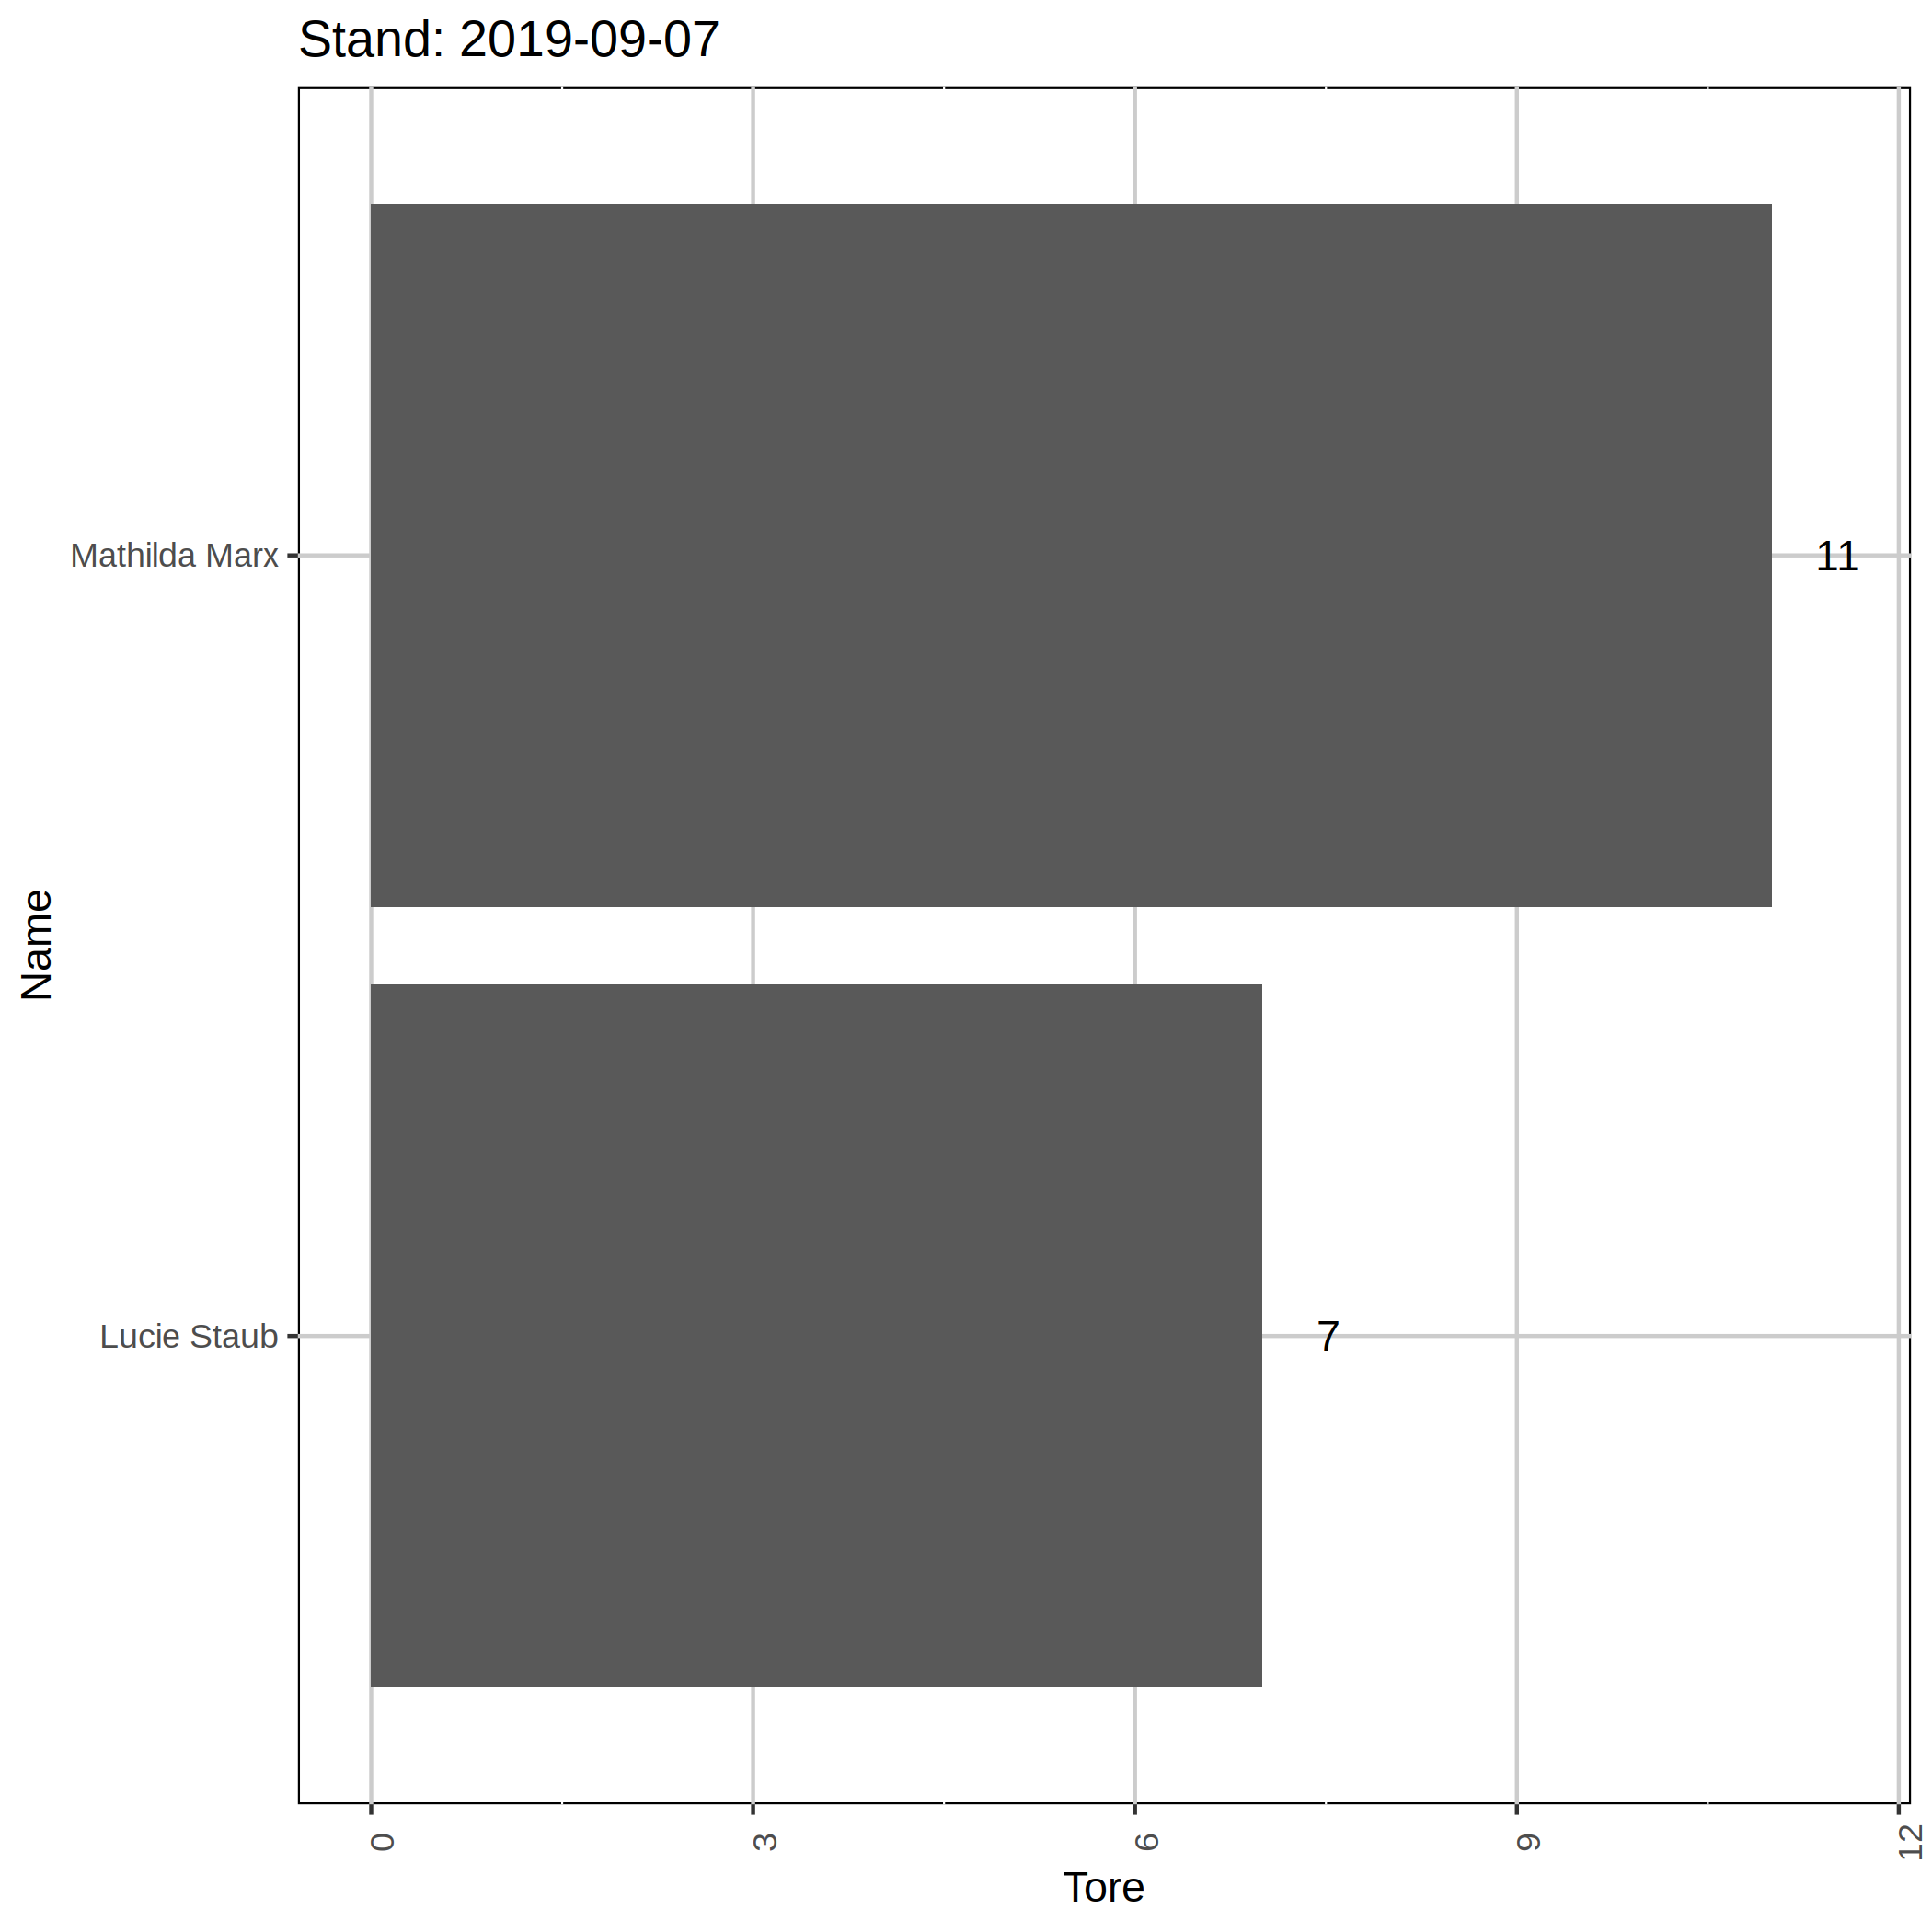 Stand: 2019-09-07
Name
Mathilda Marx
11
Lucie Staub
7
0 3 6 9 12
Tore